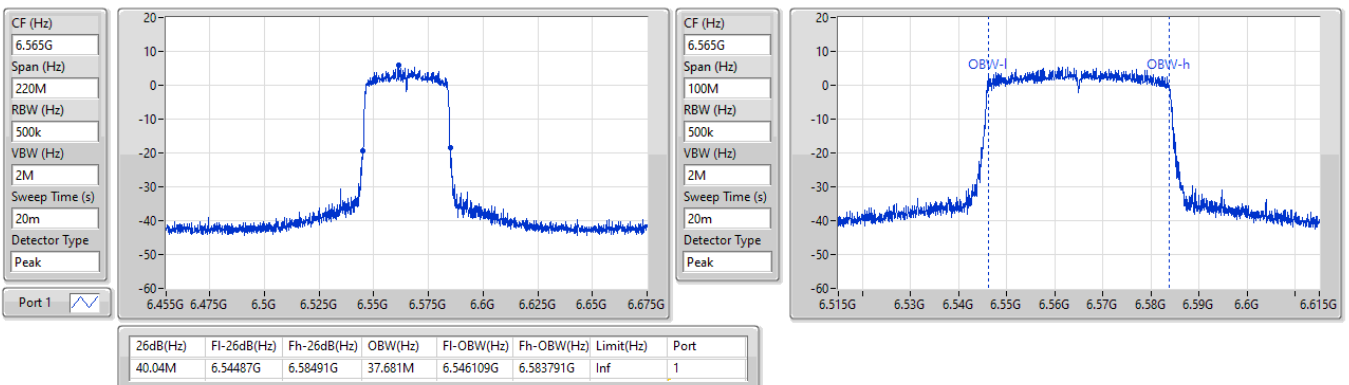 CF (Hz)
6.565G
Span (Hz)
220M
RBW (Hz)
500k
VBW (Hz)
2M
Sweep Time (s)
20m
Detector Type
Peak
Port 1
20
10
0
-10
-20
-30
-40
-50
-60
6.455G 6.475G 6.5G 6.525G 6.55G 6.575G 6.6G 6.625G 6.65G 6.675G
CF (Hz)
6.565G
Span (Hz)
100M
RBW (Hz)
500k
VBW (Hz)
2M
Sweep Time (s)
20m
Detector Type
Peak
20
10
0
-10
-20
-30
-40
-50
-60
OBW-l OBW-h
6.515G 6.53G 6.54G 6.55G 6.56G 6.57G 6.58G 6.59G 6.6G 6.615G
26dB(Hz) Fl-26dB(Hz) Fh-26dB(Hz) OBW(Hz) Fl-OBW(Hz) Fh-OBW(Hz) Limit(Hz) Port
40.04M 6.54487G 6.58491G 37.681M 6.546109G 6.583791G Inf 1